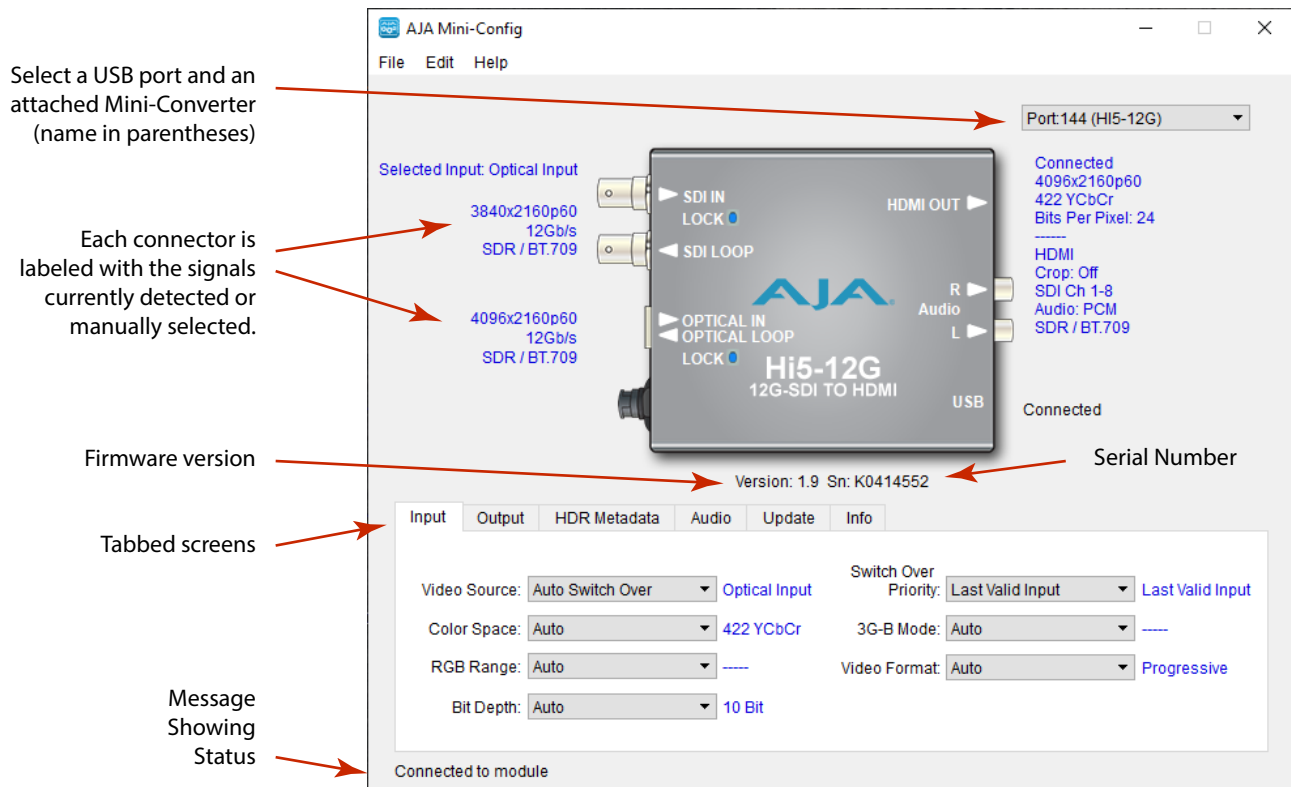 AJA Mini-Config
File Edit Help
Select a USB port and an
attached Mini-Converter
(name in parentheses)
Port:144 (HI5-12G)
Selected Input: Optical Input
3840x2160p60
12Gb/s
SDR / BT.709
Each connector is
labeled with the signals
currently detected or
manually selected.
4096x2160p60
12Gb/s
SDR / BT.709
SDI IN
LOCK
SDI LOOP
OPTICAL IN
OPTICAL LOOP
LOCK
HDMI OUT
AJA
R
Audio
L
Hi5-12G
12G-SDI TO HDMI
USB
Connected
4096x2160p60
422 YCbCr
Bits Per Pixel: 24
------
HDMI
Crop: Off
SDI Ch 1-8
Audio: PCM
SDR / BT.709
Connected
Firmware version
Serial Number
Version: 1.9 Sn: K0414552
Tabbed screens
Input Output HDR Metadata Audio Update Info
Video Source: Auto Switch Over Optical Input
Color Space: Auto 422 YCbCr
RGB Range: Auto -----
Bit Depth: Auto 10 Bit
Switch Over
Priority: Last Valid Input Last Valid Input
3G-B Mode: Auto -----
Video Format: Auto Progressive
Message
Showing
Status
Connected to module